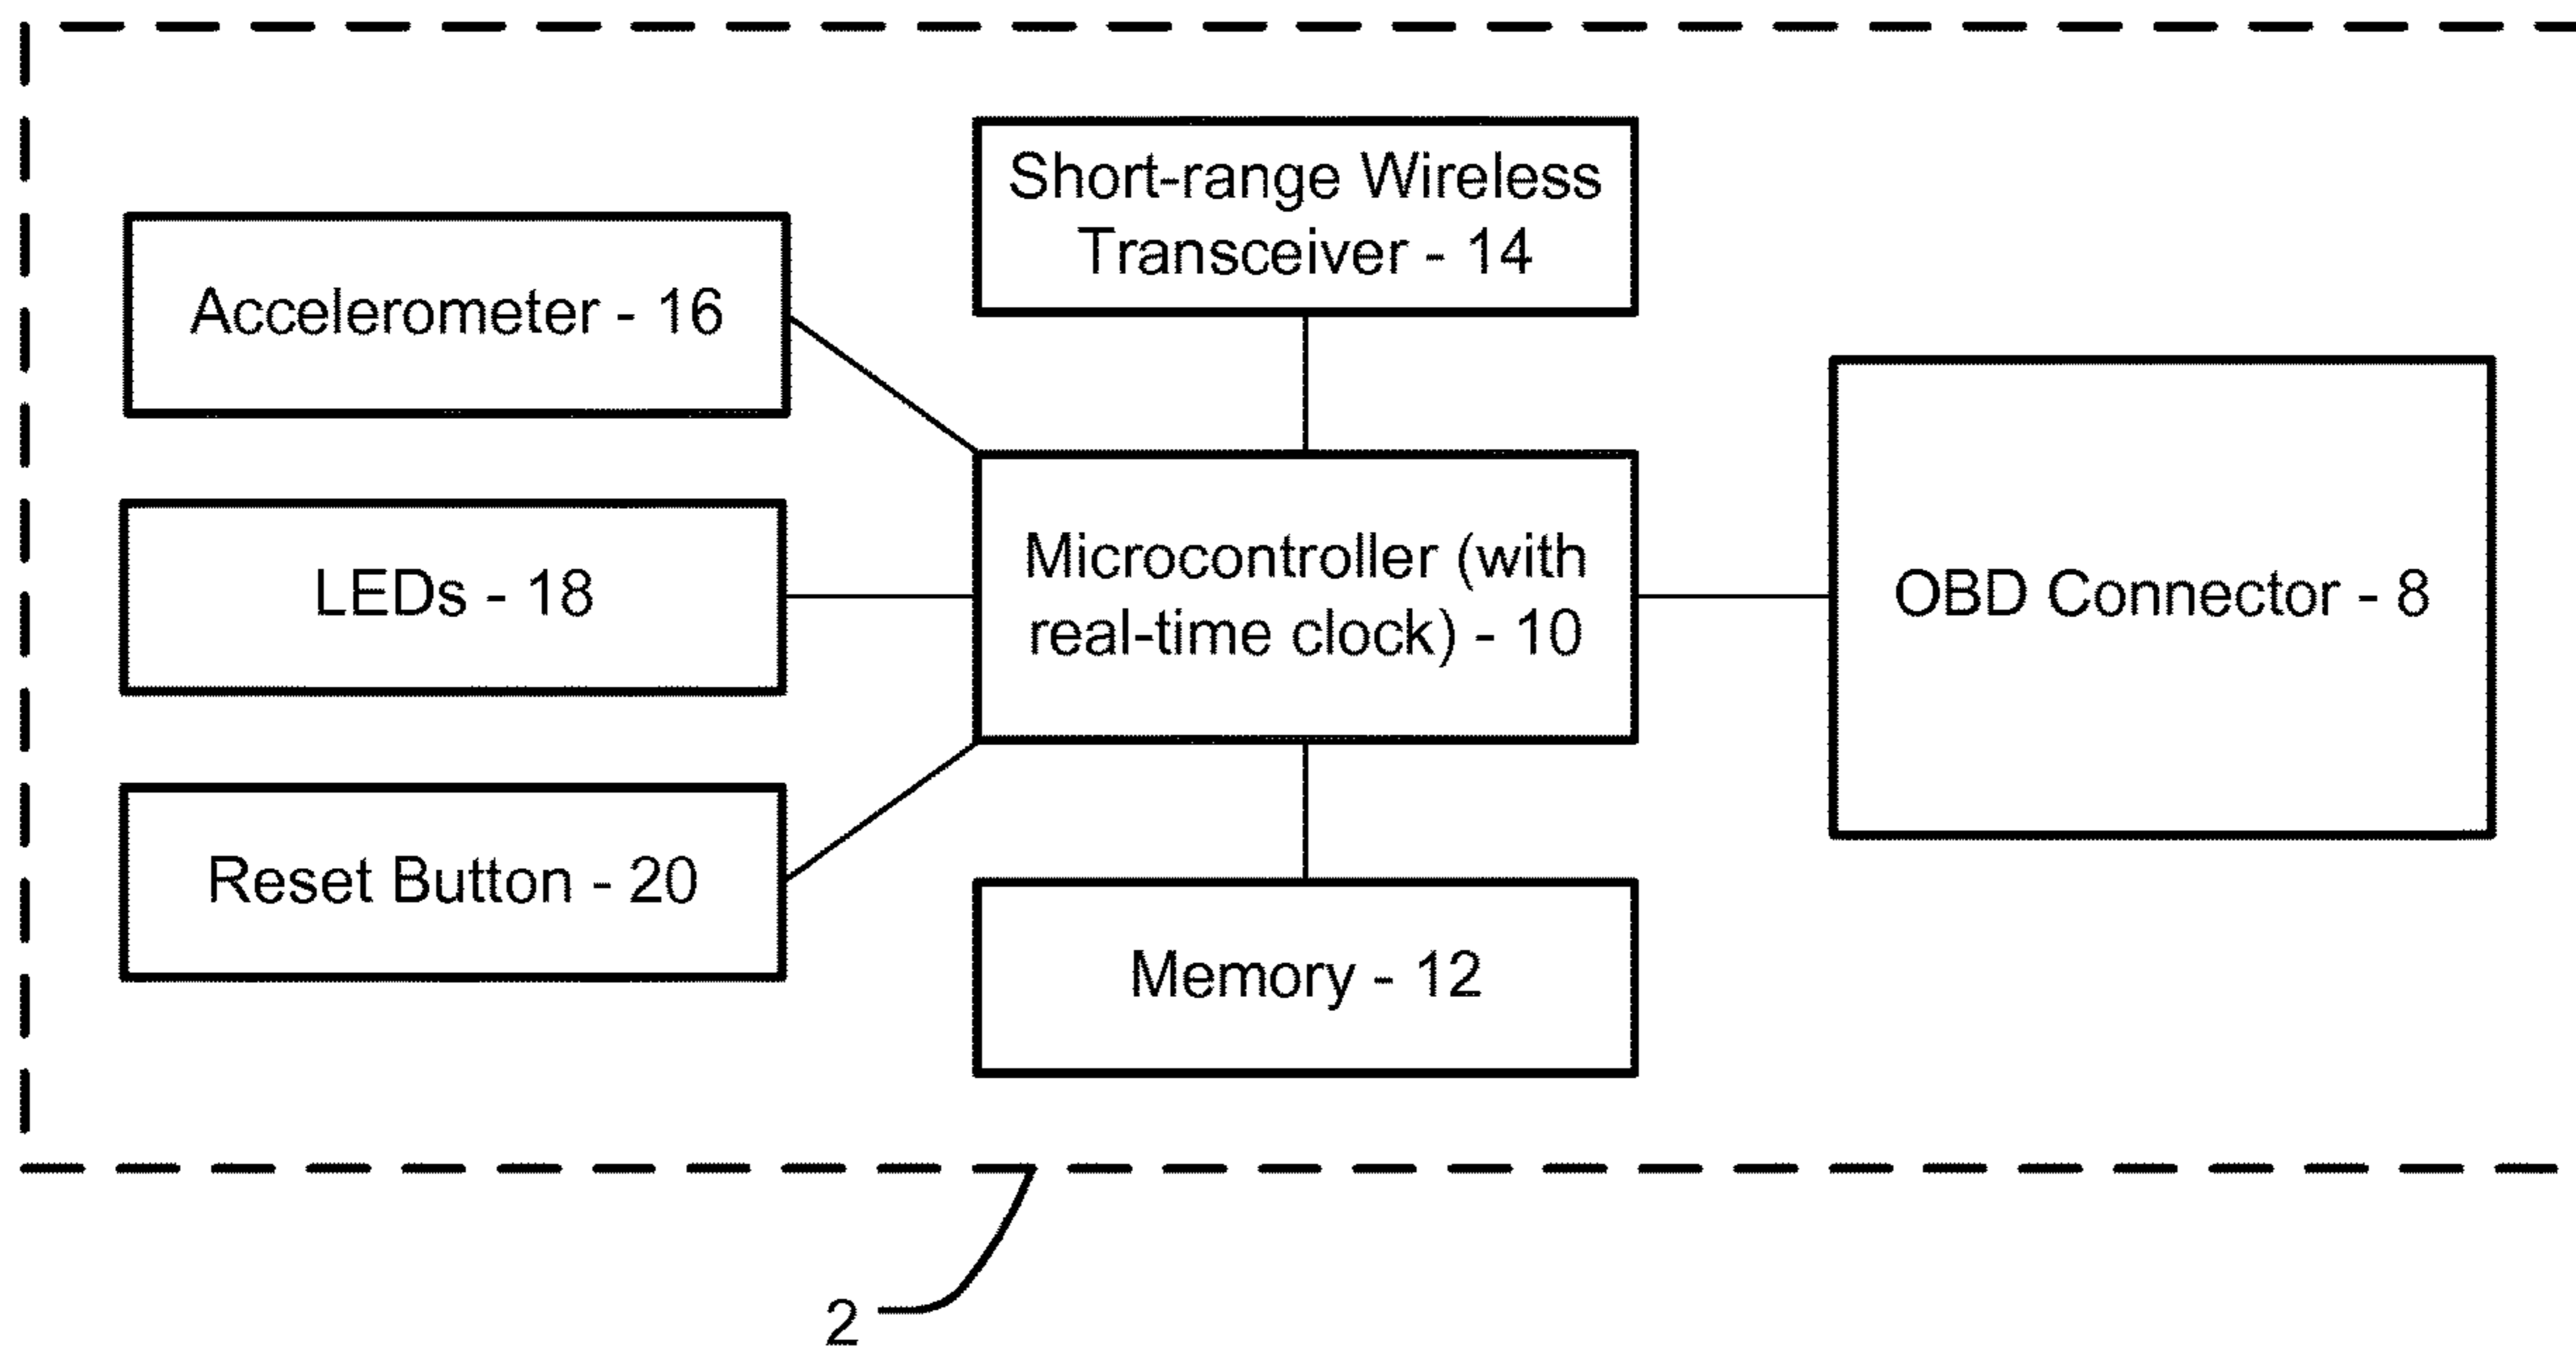 Short-range Wireless
Transceiver - 14
Accelerometer - 16
Microcontroller (with
real-time clock) - 10
LEDs - 18
OBD Connector - 8
Reset Button - 20
Memory - 12
2